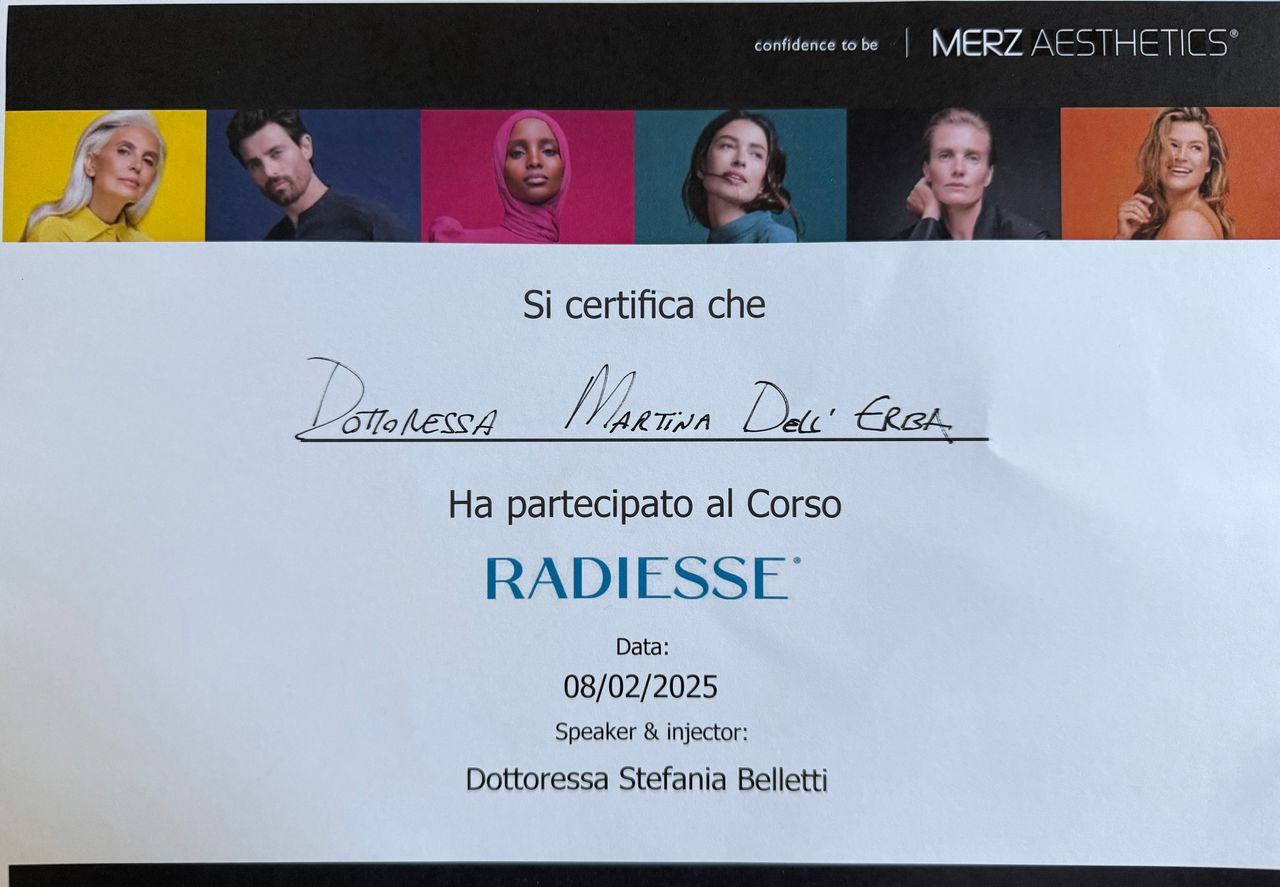 confidence to be | MERZ AESTHETICS®
Si certifica che
Dottoressa Martina Dell' Erba
Ha partecipato al Corso
RADIESSE®
Data:
08/02/2025
Speaker & injector:
Dottoressa Stefania Belletti